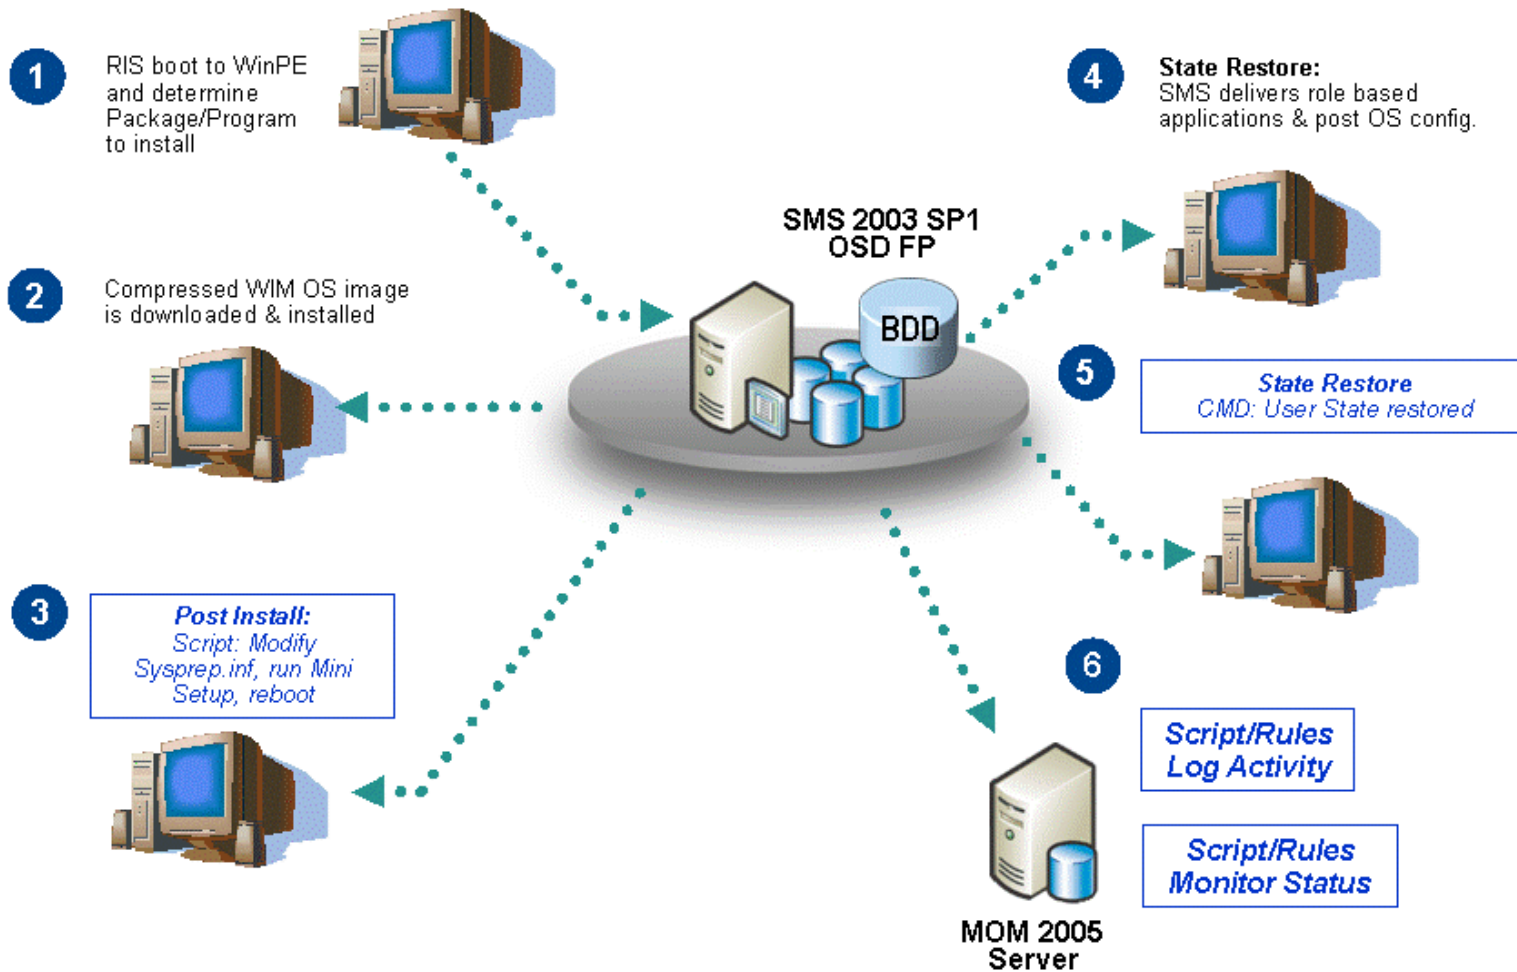 1
RIS boot to WinPE
and determine
Package/Program
to install
2
Compressed WIM OS image
is downloaded & installed
3
Post Install:
Script: Modify
Sysprep.inf, run Mini
Setup, reboot
SMS 2003 SP1
OSD FP
BDD
4
State Restore:
SMS delivers role based
applications & post OS config.
5
State Restore
CMD: User State restored
6
Script/Rules
Log Activity
Script/Rules
Monitor Status
MOM 2005
Server